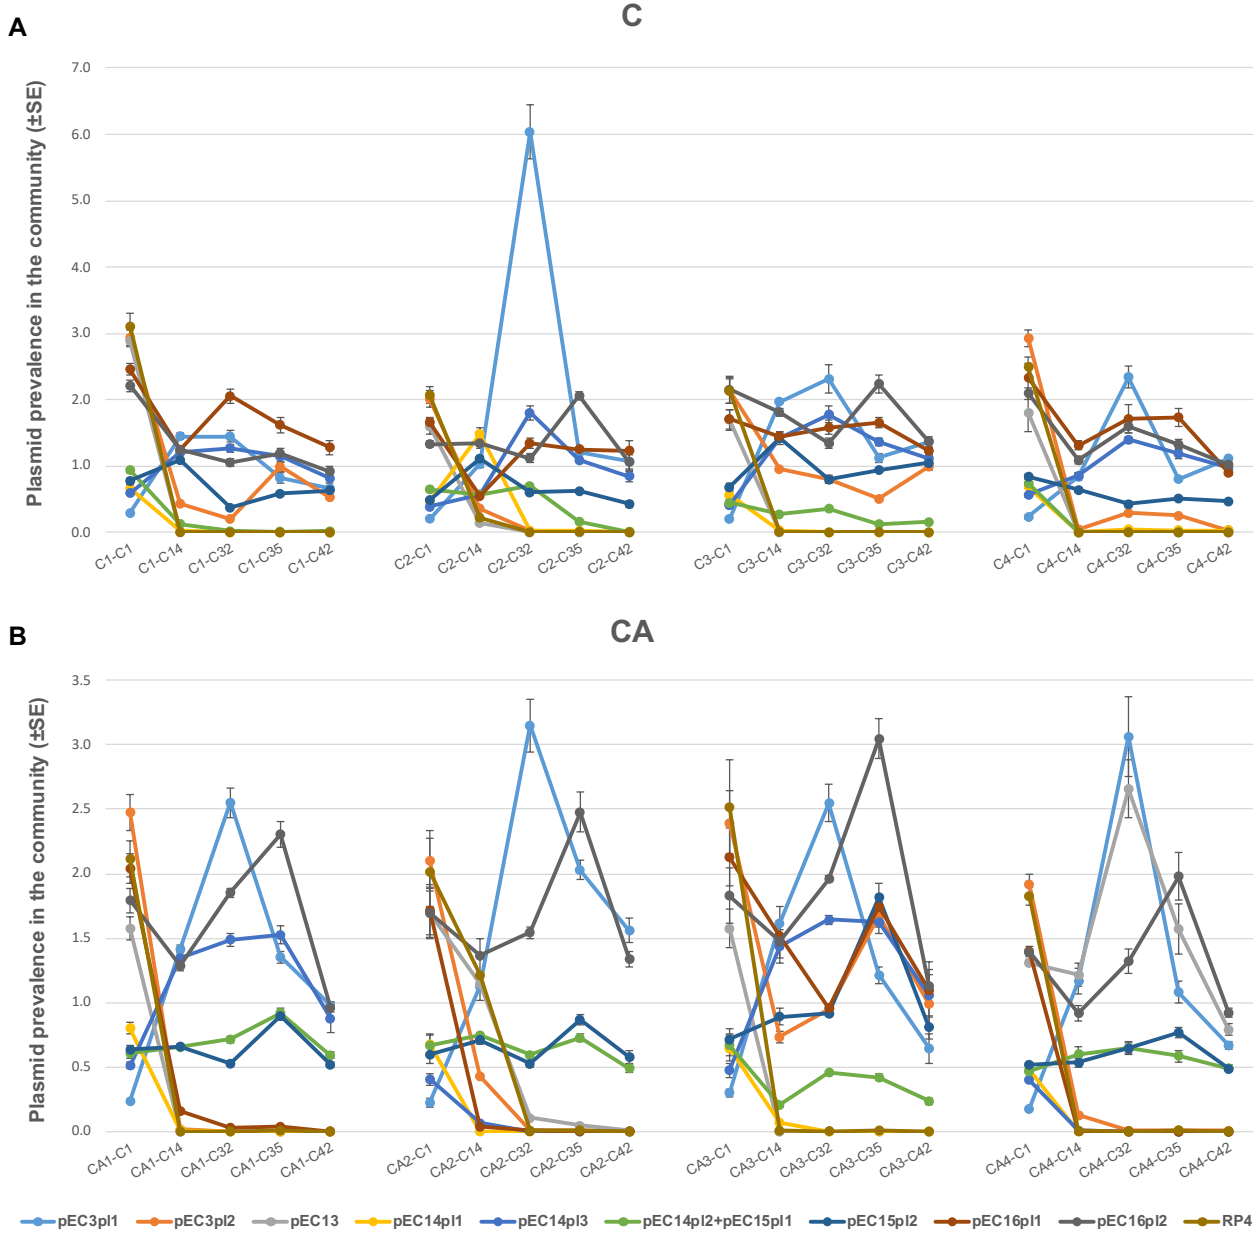 A
C
Plasmid prevalence in the community (±SE)
7.0
6.0
5.0
4.0
3.0
2.0
1.0
0.0
C1-C1 C1-C14 C1-C32 C1-C35 C1-C42 C2-C1 C2-C14 C2-C32 C2-C35 C2-C42 C3-C1 C3-C14 C3-C32 C3-C35 C3-C42 C4-C1 C4-C14 C4-C32 C4-C35 C4-C42
B
CA
Plasmid prevalence in the community (±SE)
3.5
3.0
2.5
2.0
1.5
1.0
0.5
0.0
CA1-C1 CA1-C14 CA1-C32 CA1-C35 CA1-C42 CA2-C1 CA2-C14 CA2-C32 CA2-C35 CA2-C42 CA3-C1 CA3-C14 CA3-C32 CA3-C35 CA3-C42 CA4-C1 CA4-C14 CA4-C32 CA4-C35 CA4-C42
pEC3pl1 pEC3pl2 pEC13 pEC14pl1 pEC14pl3 pEC14pl2+pEC15pl1 pEC15pl2 pEC16pl1 pEC16pl2 RP4